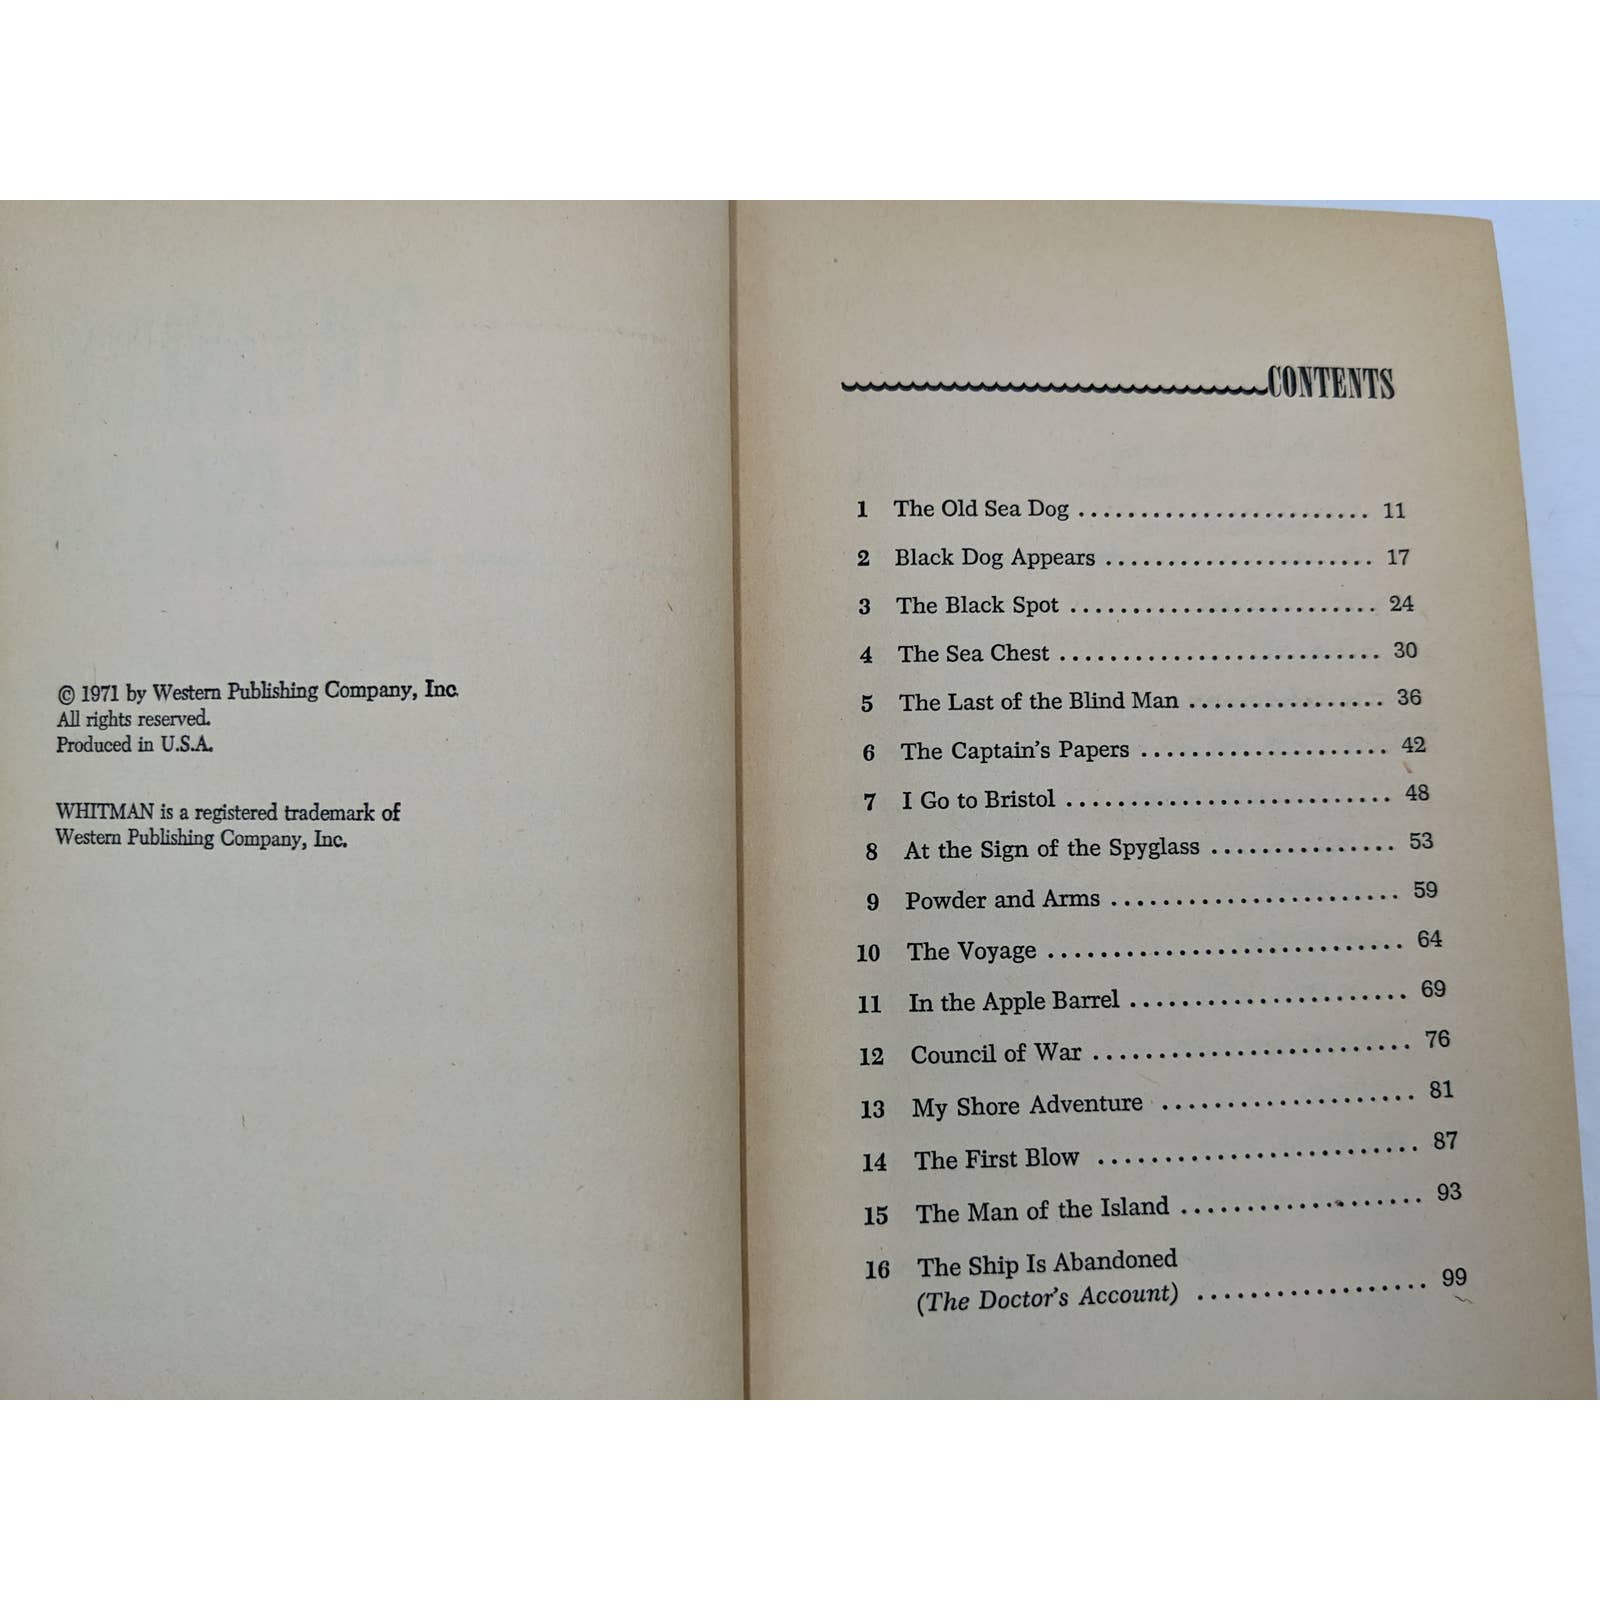 © 1971 by Western Publishing Company, Inc.
All rights reserved.
Produced in U.S.A.
WHITMAN is a registered trademark of
Western Publishing Company, Inc.
CONTENTS
1 The Old Sea Dog ........................ 11
2 Black Dog Appears ...................... 17
3 The Black Spot ......................... 24
4 The Sea Chest .......................... 30
5 The Last of the Blind Man ................ 36
6 The Captain's Papers .................... 42
7 I Go to Bristol .......................... 48
8 At the Sign of the Spyglass ............... 53
9 Powder and Arms ....................... 59
10 The Voyage ............................ 64
11 In the Apple Barrel ...................... 69
12 Council of War ......................... 76
13 My Shore Adventure .................... 81
14 The First Blow ......................... 87
15 The Man of the Island ................... 93
16 The Ship Is Abandoned
(The Doctor's Account) .................. 99